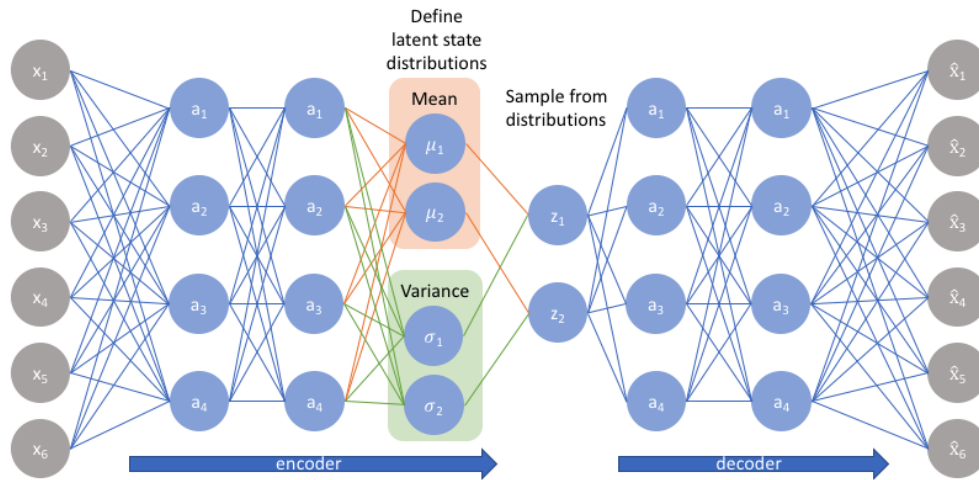 Define
latent state
distributions
Mean
Sample from
distributions
Variance
x₁
x₂
x₃
x₄
x₅
x₆
a₁
a₂
a₃
a₄
a₁
a₂
a₃
a₄
μ₁
μ₂
σ₁
σ₂
z₁
z₂
a₁
a₂
a₃
a₄
a₁
a₂
a₃
a₄
x̂₁
x̂₂
x̂₃
x̂₄
x̂₅
x̂₆
encoder
decoder